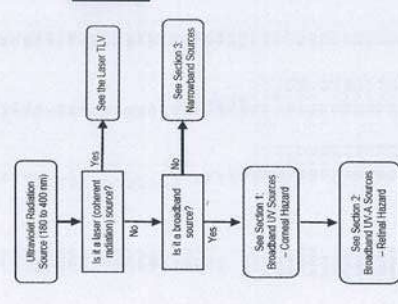 Ultraviolet Radiation
Source (180 to 400 nm)
Is it a laser (coherent
radiation) source?
Yes
See the Laser TLV
No
Is it a broadband
source?
No
See Section 3:
Narrowband Sources
Yes
See Section 1:
Broadband UV Sources
– Corneal Hazard
See Section 2:
Broadband UV-A Sources
– Retinal Hazard